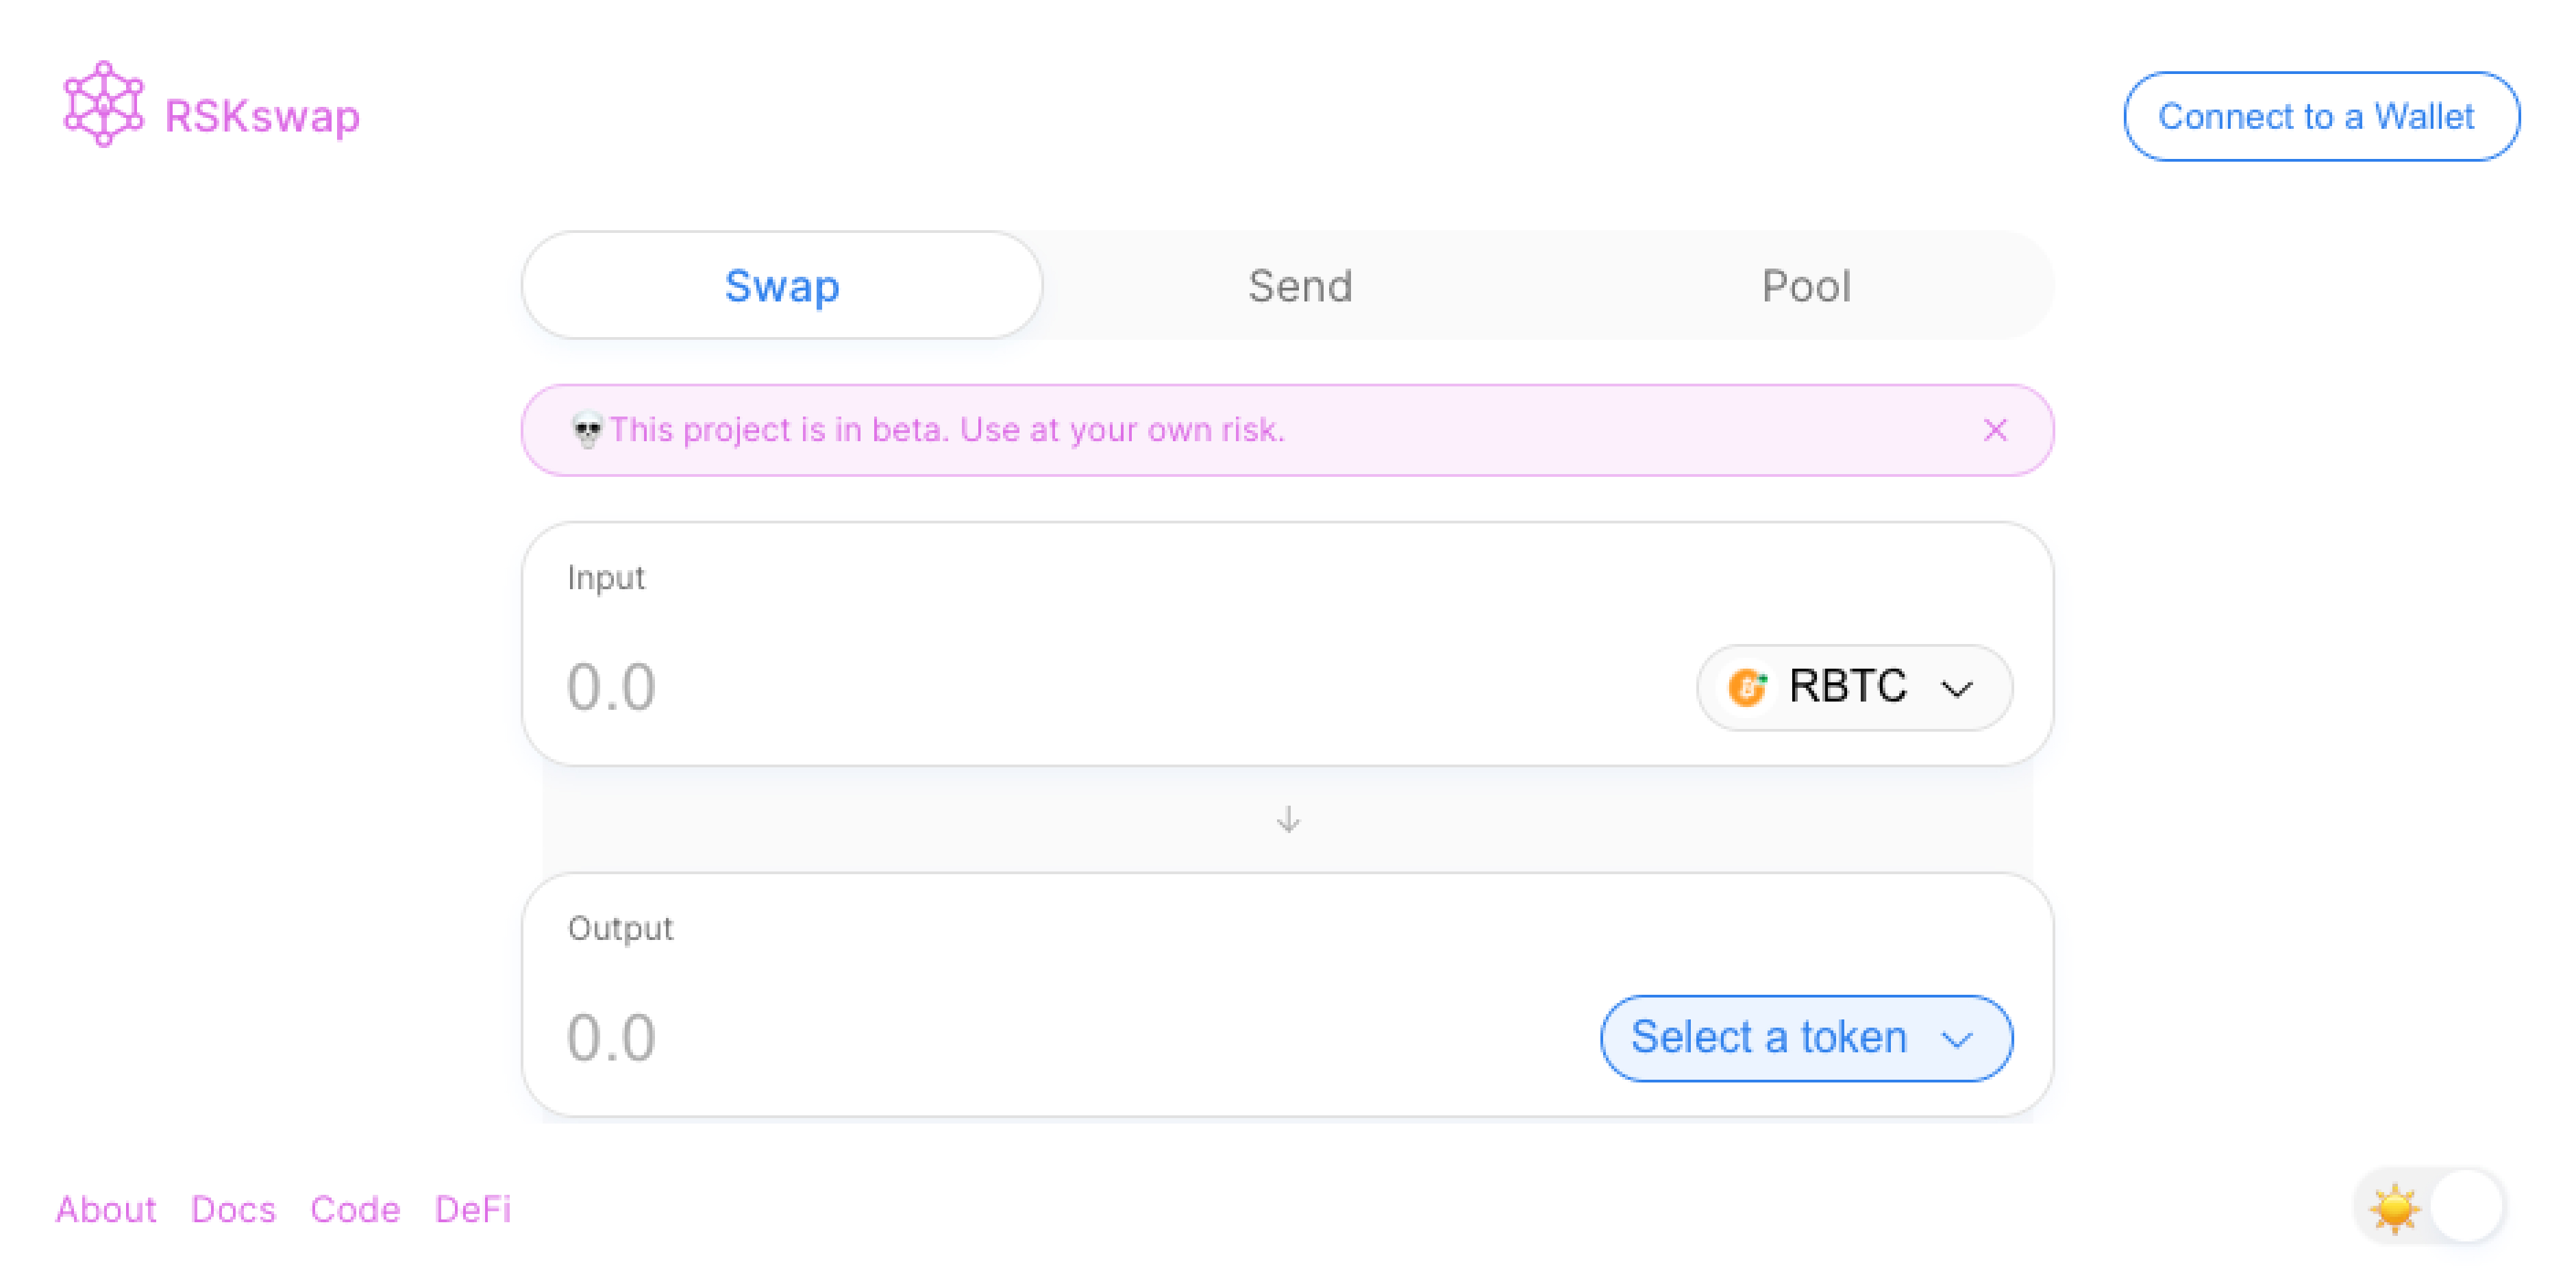 RSKswap
Connect to a Wallet
Swap Send Pool
💀This project is in beta. Use at your own risk.
Input
0.0 RBTC
Output
0.0 Select a token
About Docs Code DeFi